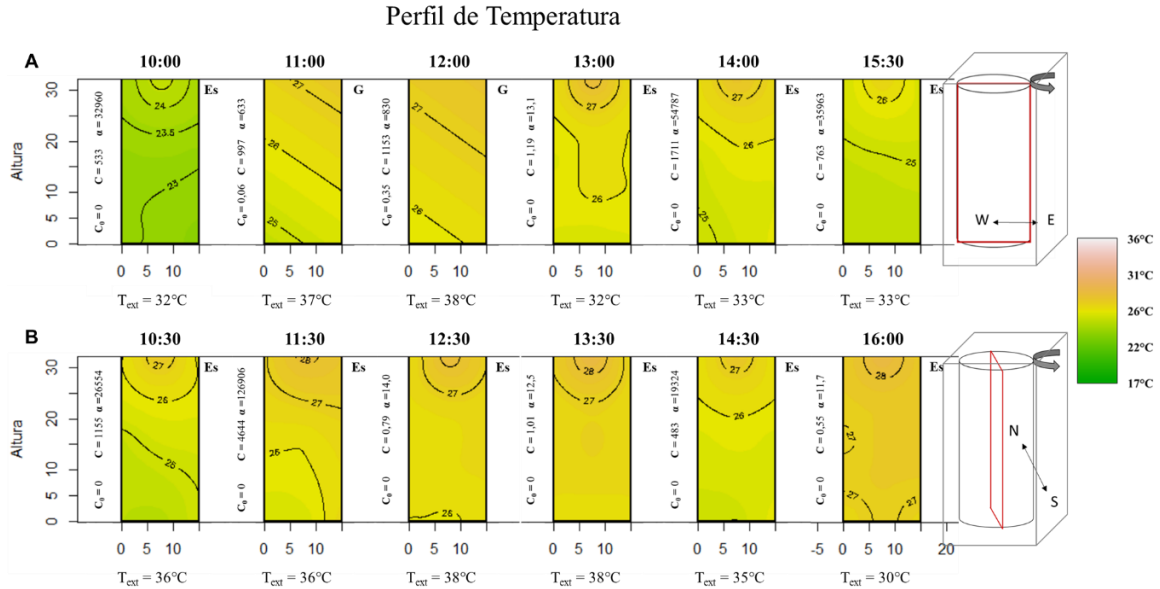 Perfil de Temperatura
A
10:00 11:00 12:00 13:00 14:00 15:30
Altura
30
20
10
5
0
C₀ = 0 C = 533 α = 32960
24
23.5
23
Es
C₀ = 0,06 C = 997 α =633
27
26
25
G
C₀ = 0,35 C = 1153 α =830
27
26
G
C₀ = 0 C = 1,19 α =13,1
27
26
Es
C₀ = 0 C = 1711 α =54787
27
26
25
Es
C₀ = 0 C = 763 α =35963
26
25
Es
W E
0 5 10 0 5 10 0 5 10 0 5 10 0 5 10 0 5 10
Text = 32°C Text = 37°C Text = 38°C Text = 32°C Text = 33°C Text = 33°C
36°C
31°C
26°C
22°C
17°C
B
10:30 11:30 12:30 13:30 14:30 16:00
Altura
30
20
10
5
0
C₀ = 0 C = 1155 α =26554
27
26
25
Es
C₀ = 0 C = 4644 α =126906
28
27
26
Es
C₀ = 0 C = 0,79 α =14,0
27
26
Es
C₀ = 0 C = 1,01 α =12,5
28
27
Es
C₀ = 0 C = 483 α =19324
27
26
Es
C₀ = 0 C = 0,55 α =11,7
28
27
27
27
Es
N
S
0 5 10 0 5 10 0 5 10 0 5 10 0 5 10 -5 0 5 10 20
Text = 36°C Text = 36°C Text = 38°C Text = 38°C Text = 35°C Text = 30°C